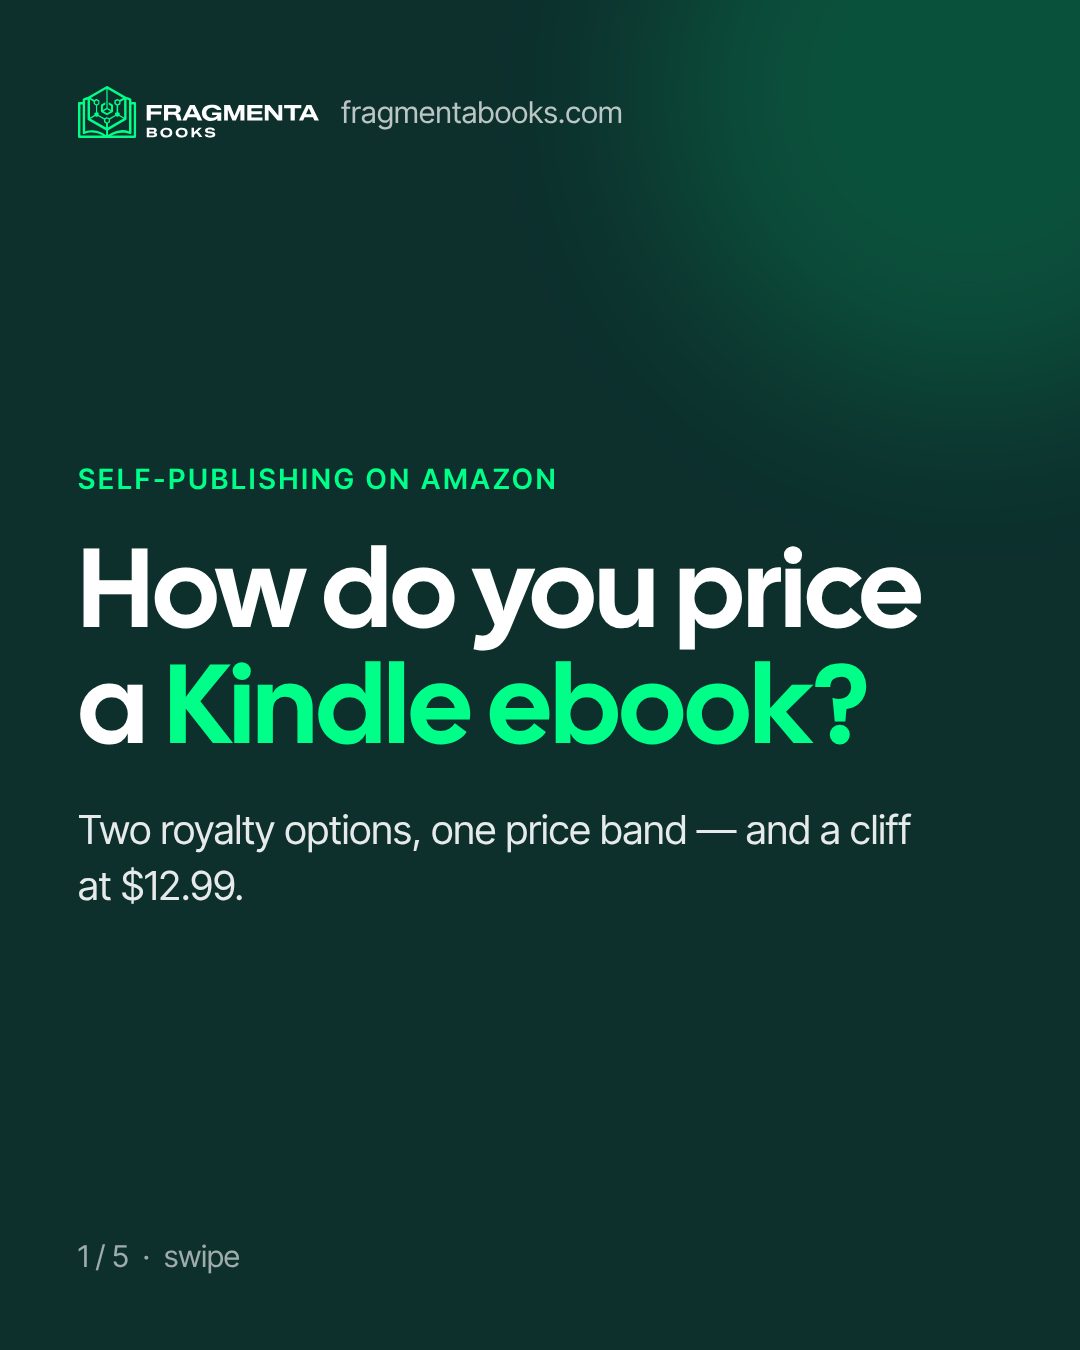 FRAGMENTA
BOOKS
fragmentabooks.com
SELF-PUBLISHING ON AMAZON
How do you price
a Kindle ebook?
Two royalty options, one price band — and a cliff
at $12.99.
1 / 5 · swipe